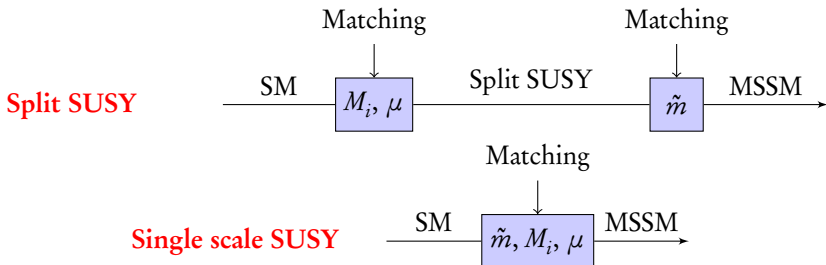 Matching Matching
Split SUSY SM M_i, μ Split SUSY m̃ MSSM
Matching
Single scale SUSY SM m̃, M_i, μ MSSM